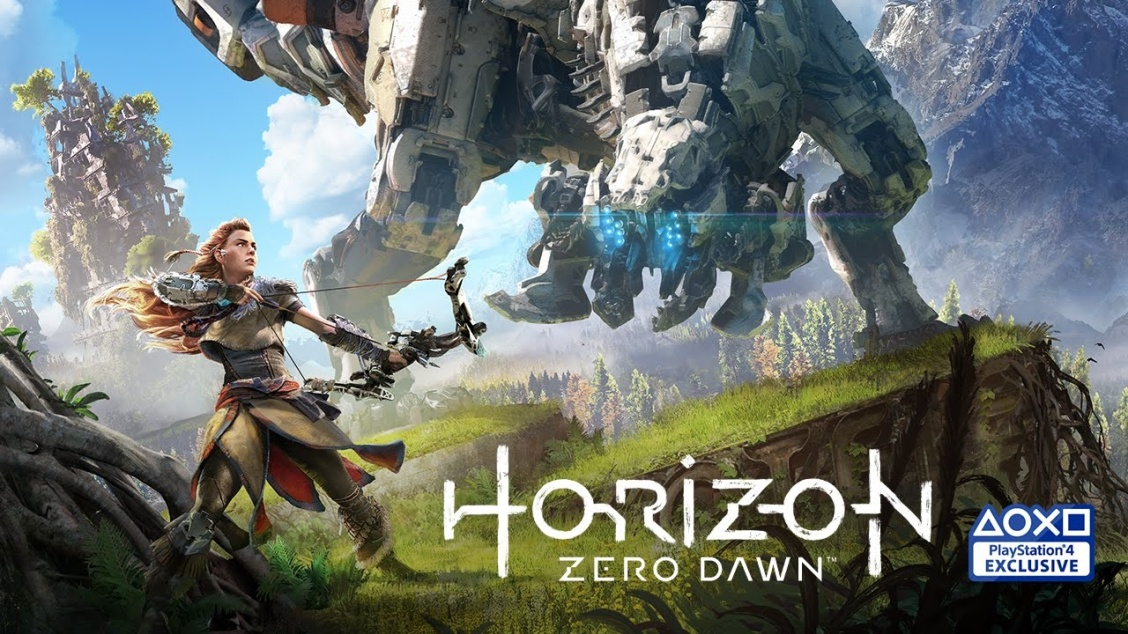 HORIZON
ZERO DAWN™
PlayStation®4
EXCLUSIVE